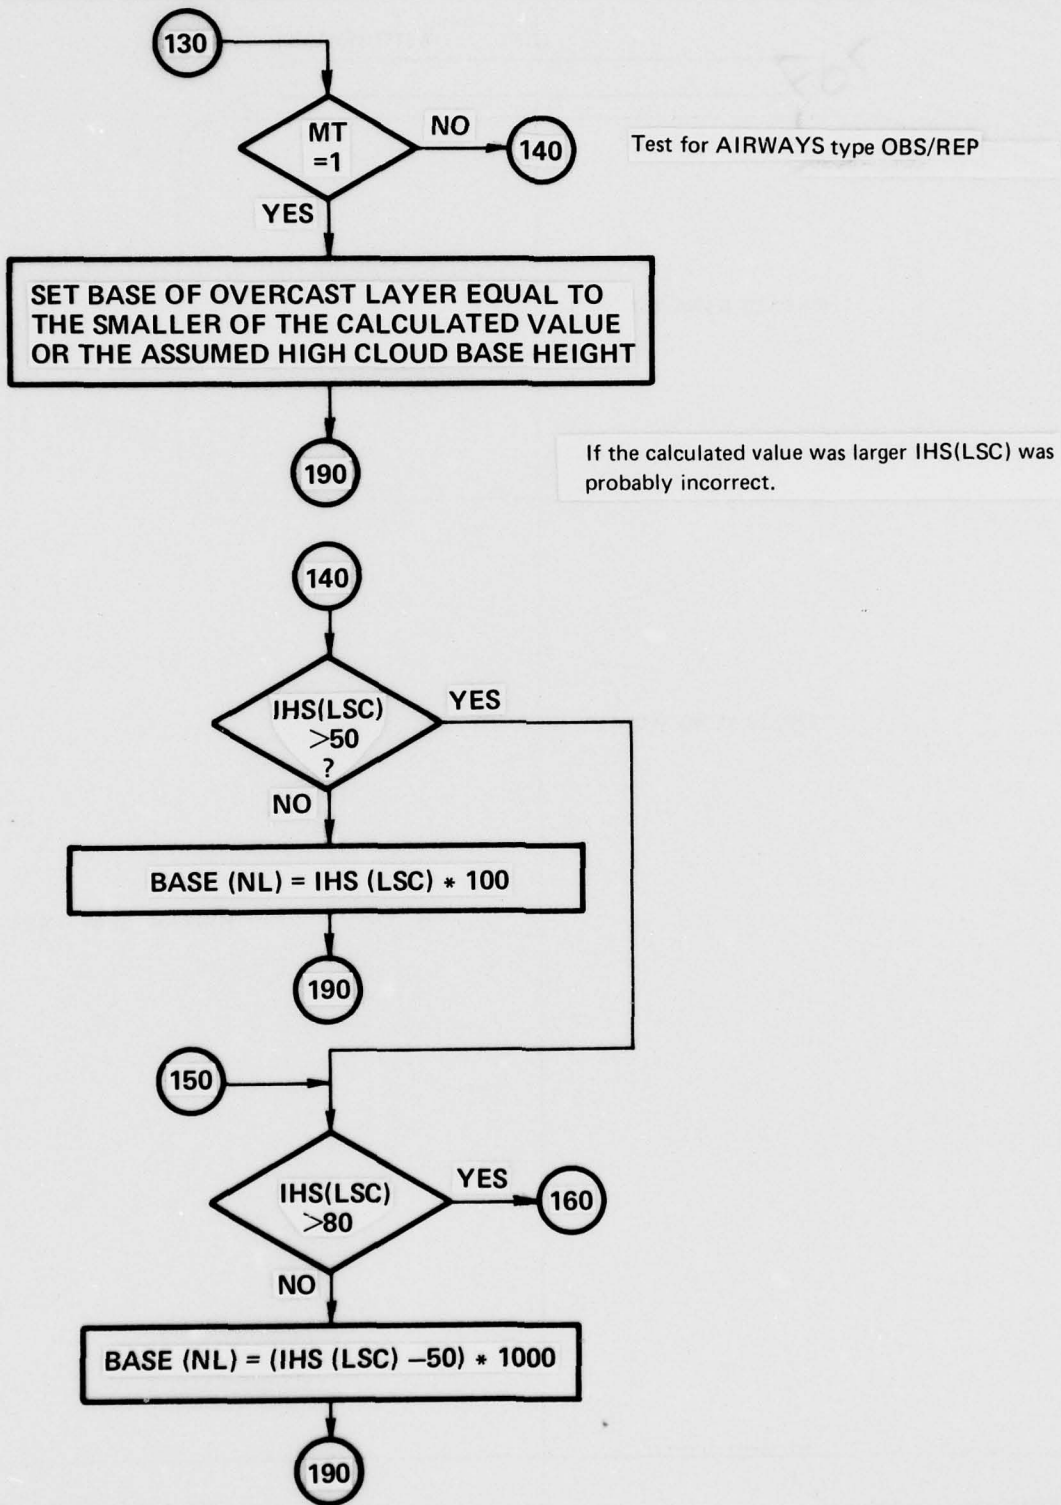 130
MT
=1
NO
140
Test for AIRWAYS type OBS/REP
YES
SET BASE OF OVERCAST LAYER EQUAL TO
THE SMALLER OF THE CALCULATED VALUE
OR THE ASSUMED HIGH CLOUD BASE HEIGHT
190
If the calculated value was larger IHS(LSC) was
probably incorrect.
140
IHS(LSC)
>50
?
YES
NO
BASE (NL) = IHS (LSC) * 100
190
150
IHS(LSC)
>80
YES
160
NO
BASE (NL) = (IHS (LSC) –50) * 1000
190